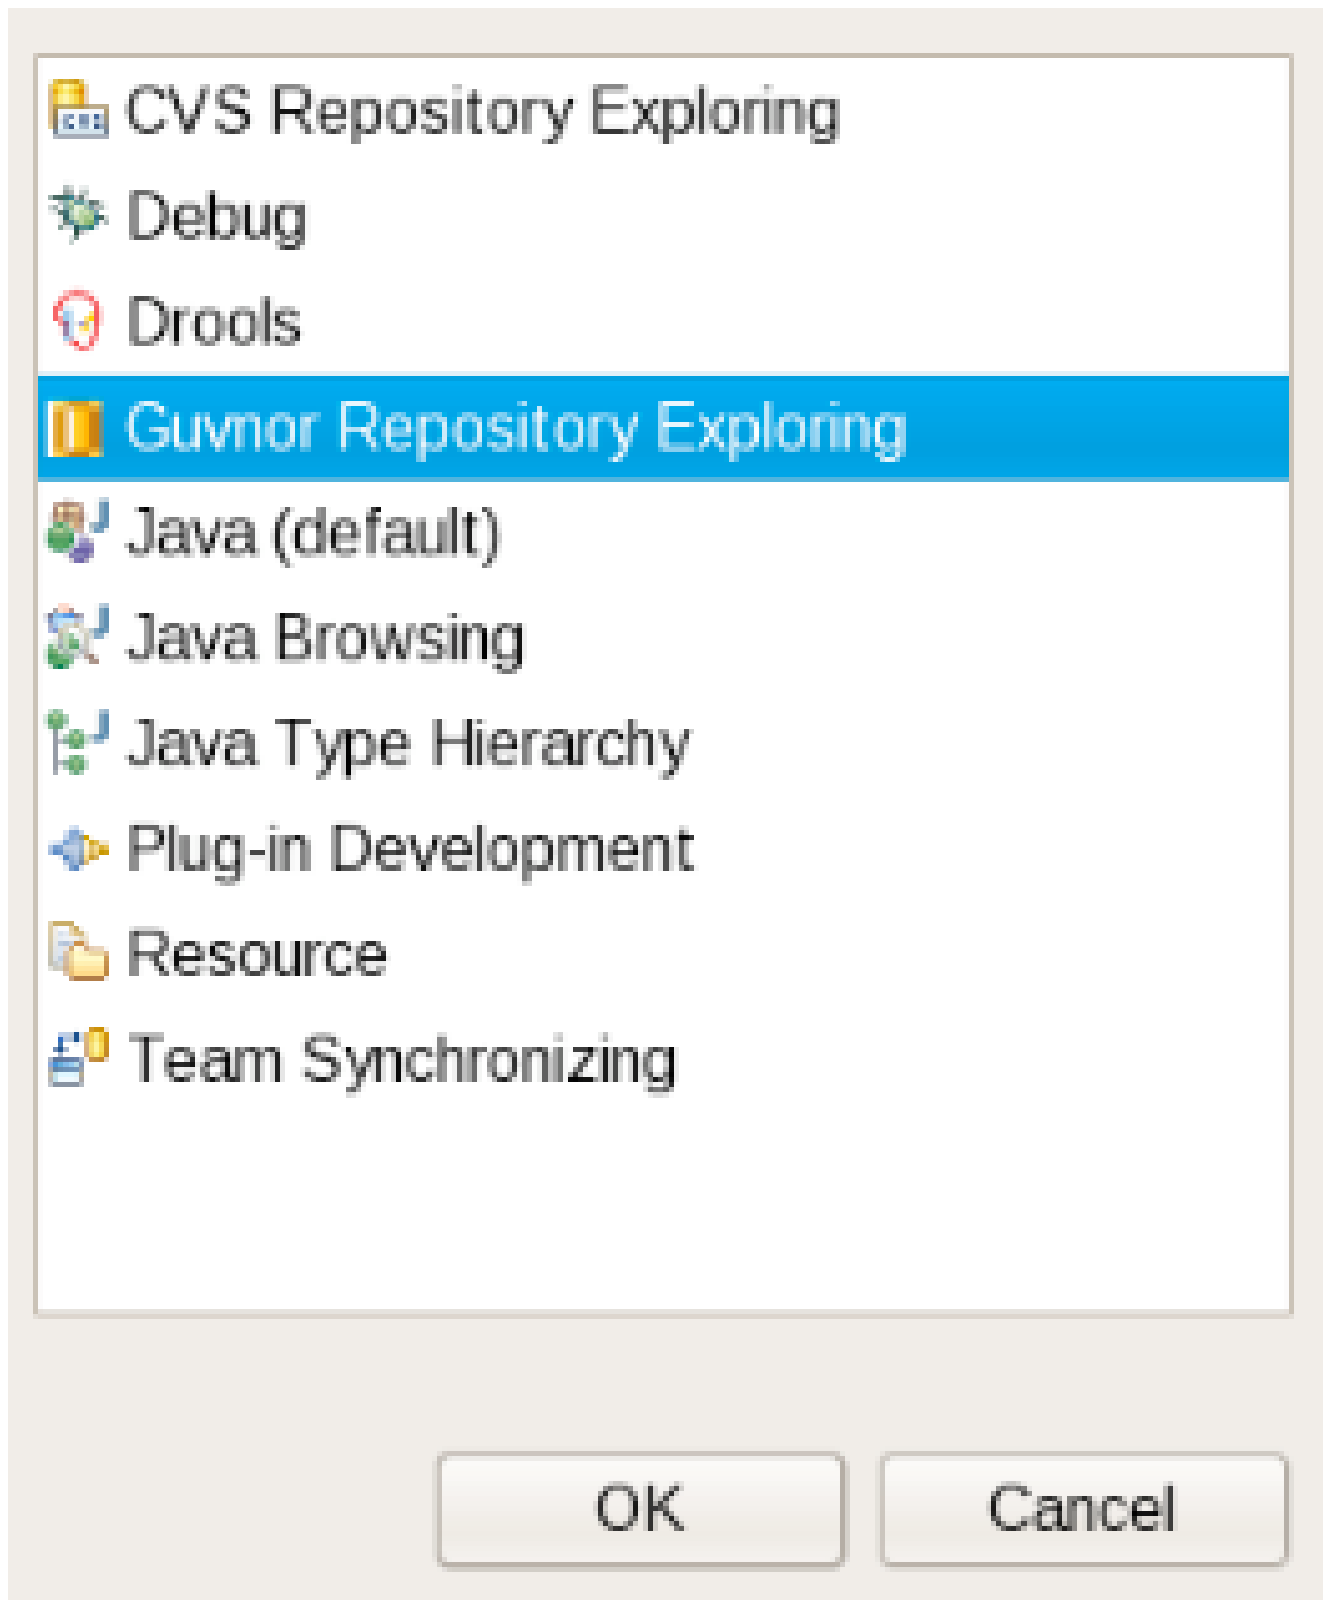 CVS Repository Exploring
Debug
Drools
Guvnor Repository Exploring
Java (default)
Java Browsing
Java Type Hierarchy
Plug-in Development
Resource
Team Synchronizing
OK
Cancel